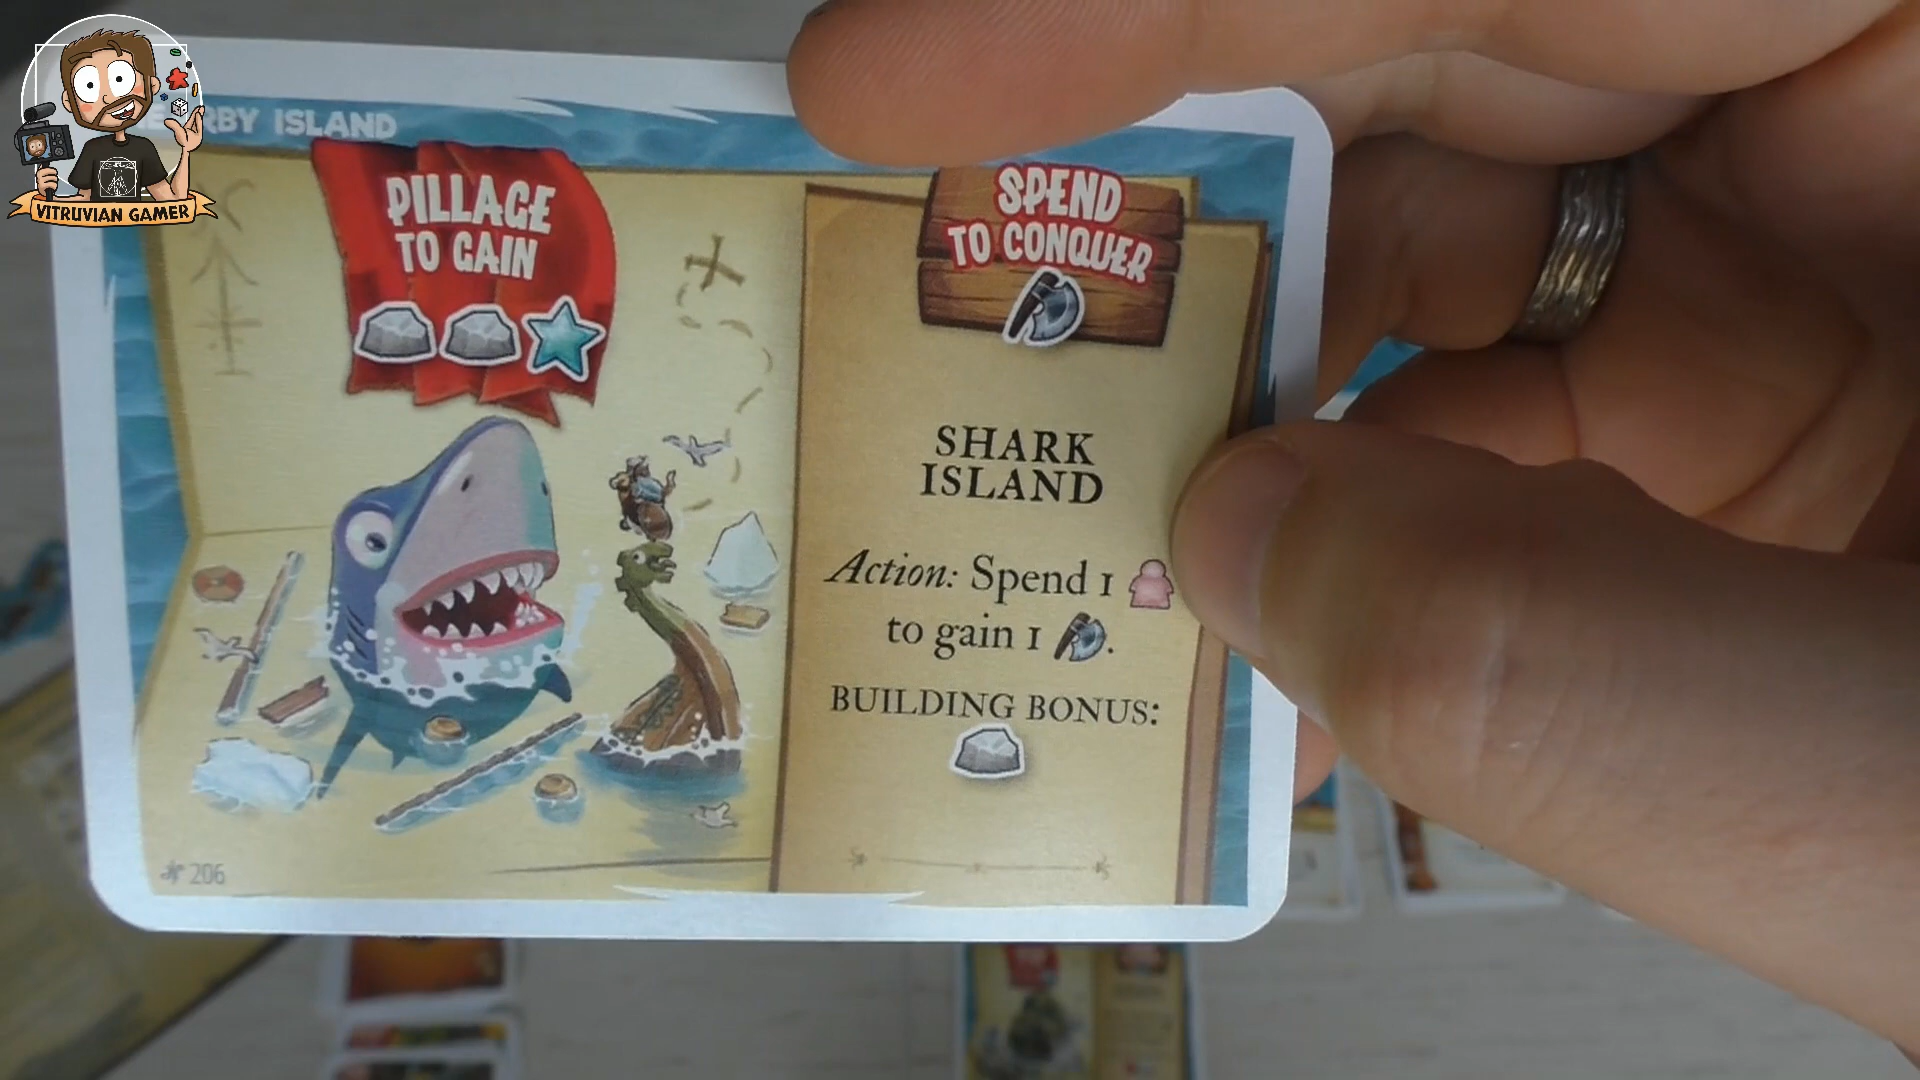 VITRUVIAN GAMER
RBY ISLAND
PILLAGE
TO GAIN
SPEND
TO CONQUER
SHARK
ISLAND
Action: Spend 1
to gain 1 .
BUILDING BONUS:
206